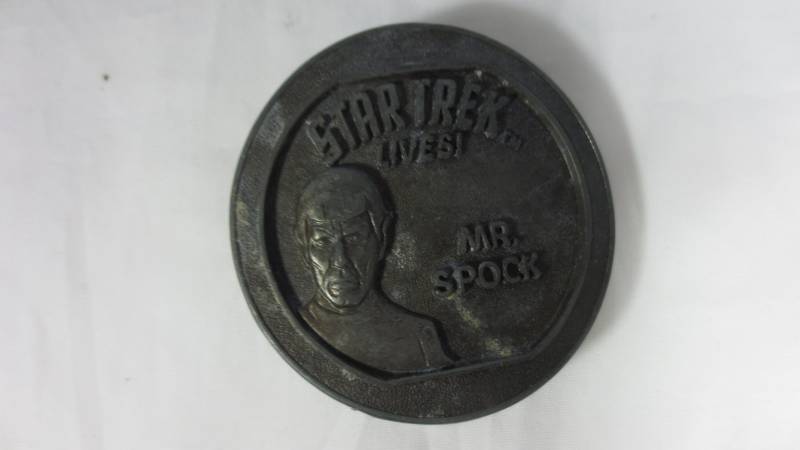 STAR TREK TM
LIVES!
MR.
SPOCK